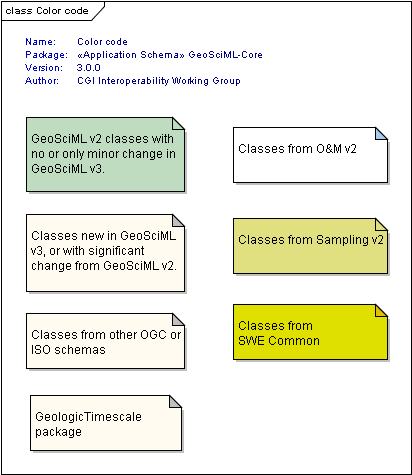 class Color code
Name: Color code
Package: «Application Schema» GeoSciML-Core
Version: 3.0.0
Author: CGI Interoperability Working Group
GeoSciML v2 classes with
no or only minor change in
GeoSciML v3.
Classes from O&M v2
Classes new in GeoSciML
v3, or with significant
change from GeoSciML v2.
Classes from Sampling v2
Classes from other OGC or
ISO schemas
Classes from
SWE Common
GeologicTimescale
package